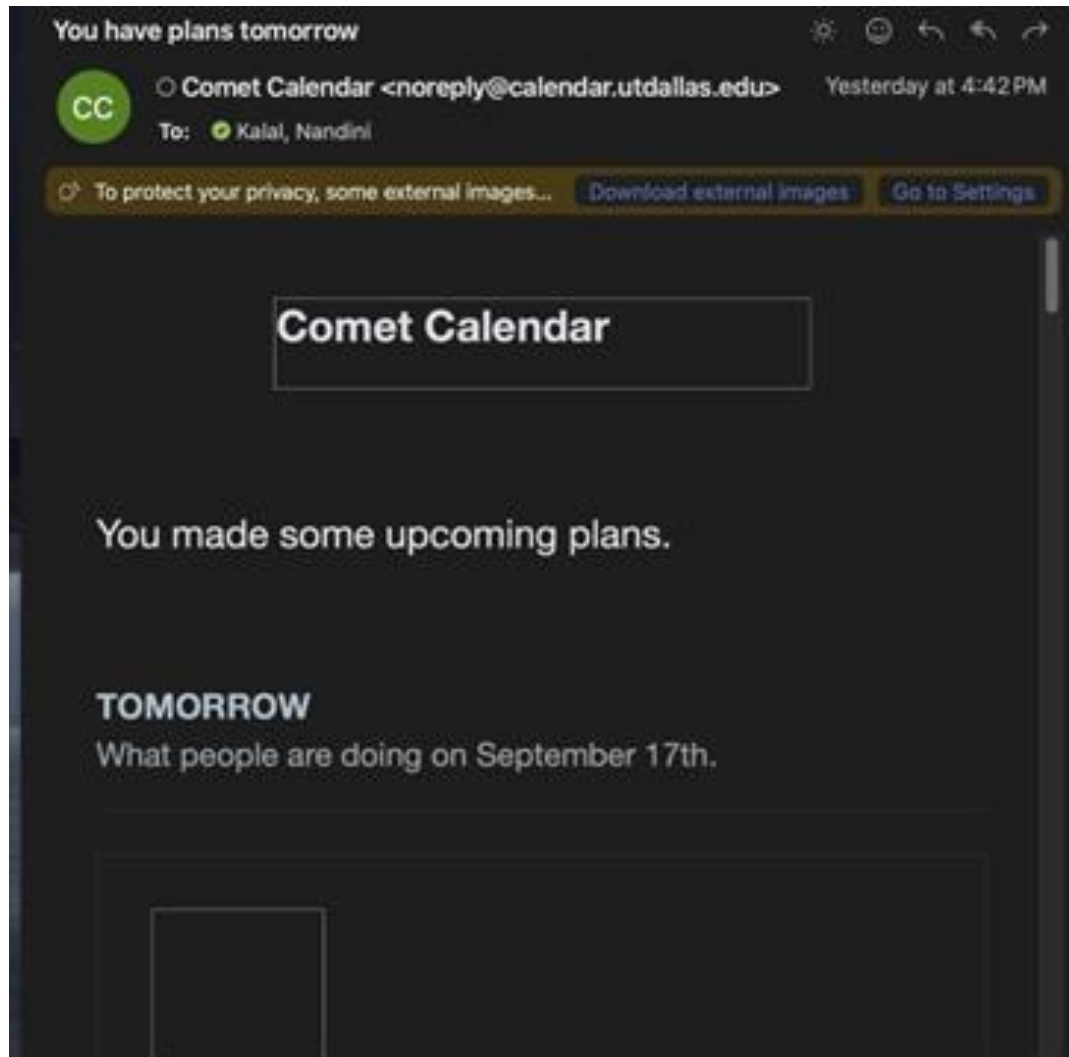 You have plans tomorrow
Comet Calendar <noreply@calendar.utdallas.edu> Yesterday at 4:42 PM
CC
To: Kalal, Nandini
To protect your privacy, some external images... Download external images Go to Settings
Comet Calendar
You made some upcoming plans.
TOMORROW
What people are doing on September 17th.